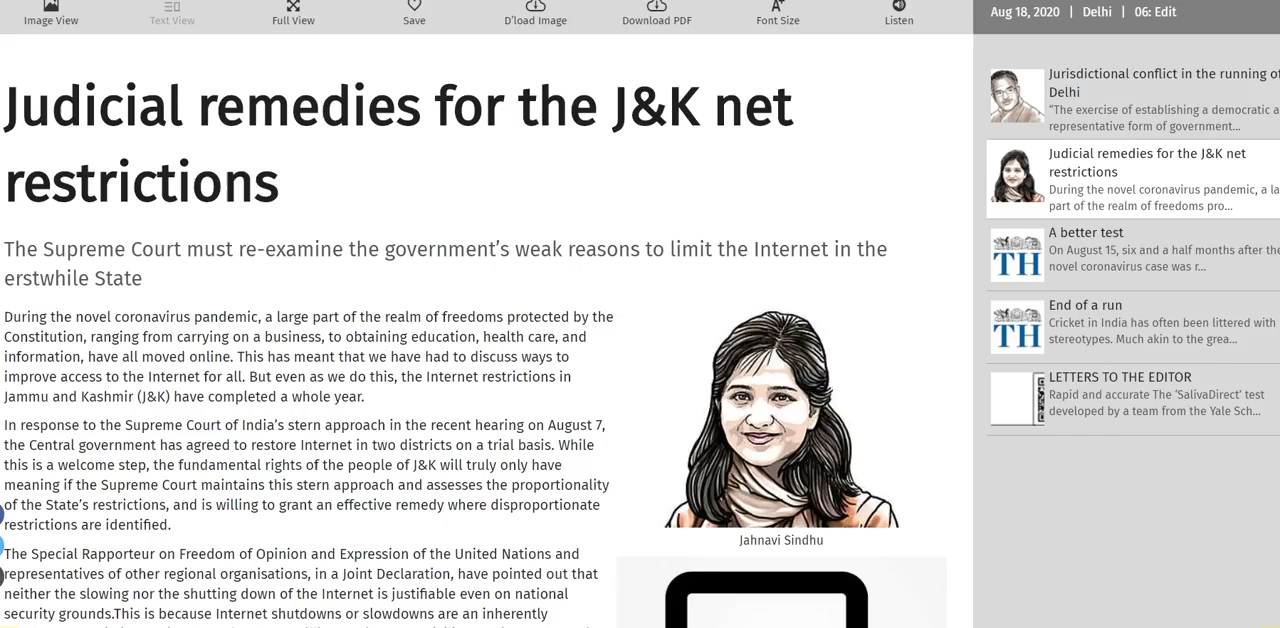 Image View
Text View
Full View
Save
D'load Image
Download PDF
Font Size
Listen
Aug 18, 2020 | Delhi | 06: Edit
Judicial remedies for the J&K net
restrictions
The Supreme Court must re-examine the government's weak reasons to limit the Internet in the
erstwhile State
During the novel coronavirus pandemic, a large part of the realm of freedoms protected by the
Constitution, ranging from carrying on a business, to obtaining education, health care, and
information, have all moved online. This has meant that we have had to discuss ways to
improve access to the Internet for all. But even as we do this, the Internet restrictions in
Jammu and Kashmir (J&K) have completed a whole year.
In response to the Supreme Court of India's stern approach in the recent hearing on August 7,
the Central government has agreed to restore Internet in two districts on a trial basis. While
this is a welcome step, the fundamental rights of the people of J&K will truly only have
meaning if the Supreme Court maintains this stern approach and assesses the proportionality
of the State's restrictions, and is willing to grant an effective remedy where disproportionate
restrictions are identified.
The Special Rapporteur on Freedom of Opinion and Expression of the United Nations and
representatives of other regional organisations, in a Joint Declaration, have pointed out that
neither the slowing nor the shutting down of the Internet is justifiable even on national
security grounds.This is because Internet shutdowns or slowdowns are an inherently
Jahnavi Sindhu
Jurisdictional conflict in the running of
Delhi
“The exercise of establishing a democratic a
representative form of government...
Judicial remedies for the J&K net
restrictions
During the novel coronavirus pandemic, a la
part of the realm of freedoms pro...
TH
A better test
On August 15, six and a half months after the
novel coronavirus case was r...
TH
End of a run
Cricket in India has often been littered with
stereotypes. Much akin to the grea...
LETTERS TO THE EDITOR
Rapid and accurate The ‘SalivaDirect’ test
developed by a team from the Yale Sch...